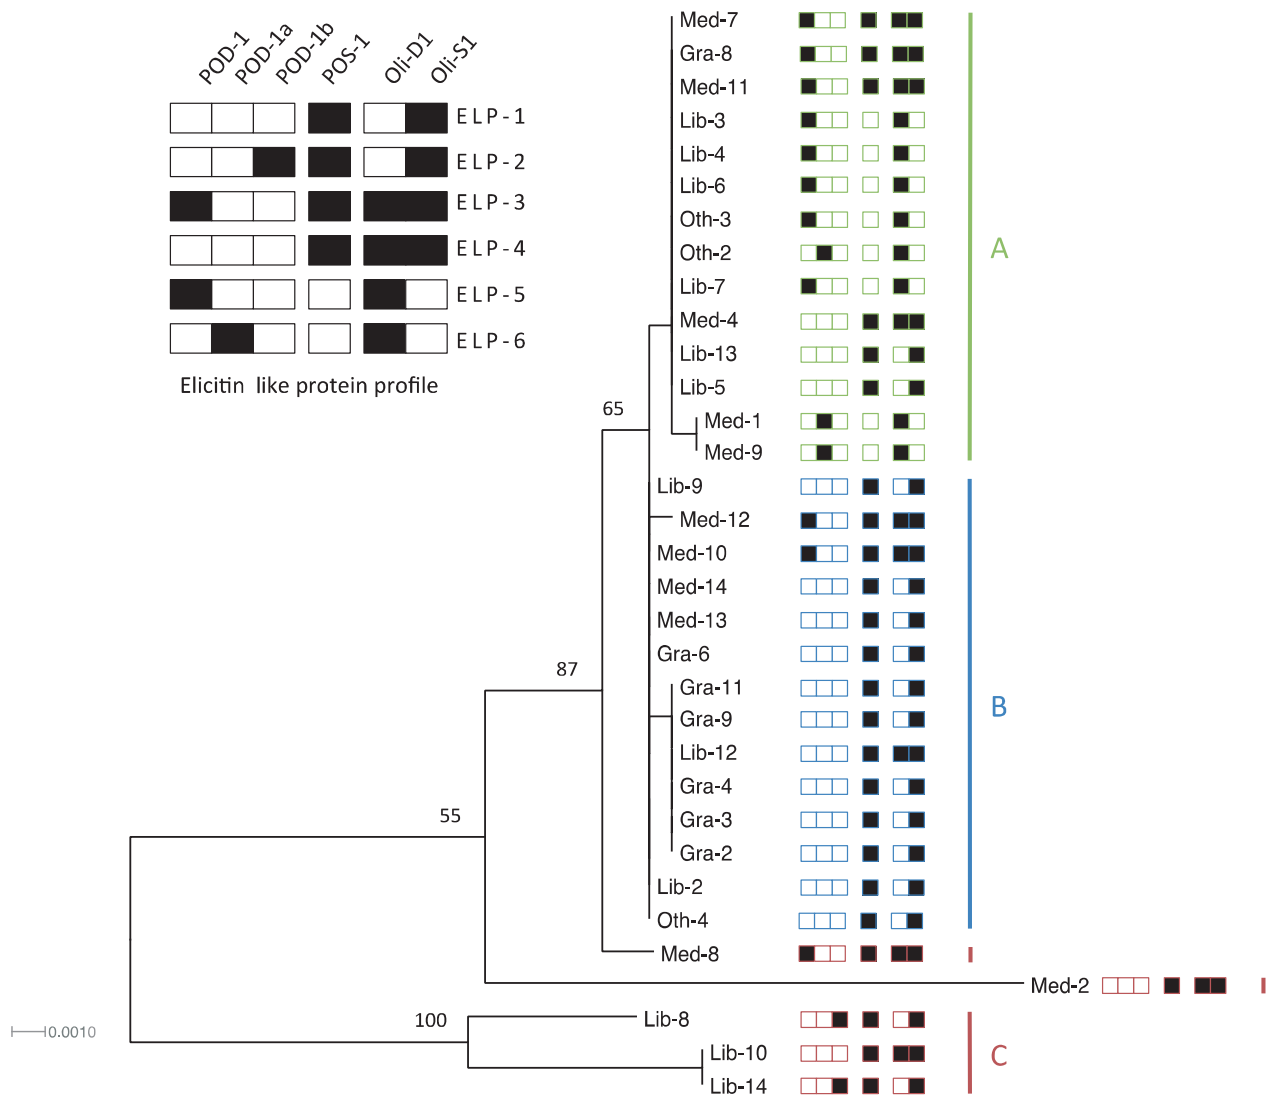 POD-1
POD-1a
POD-1b
POS-1
Oli-D1
Oli-S1
ELP-1
ELP-2
ELP-3
ELP-4
ELP-5
ELP-6
Elicitin like protein profile
Med-7
Gra-8
Med-11
Lib-3
Lib-4
Lib-6
Oth-3
Oth-2
Lib-7
Med-4
Lib-13
Lib-5
Med-1
Med-9
A
65
Lib-9
Med-12
Med-10
Med-14
Med-13
Gra-6
Gra-11
Gra-9
Lib-12
Gra-4
Gra-3
Gra-2
Lib-2
Oth-4
B
87
Med-8
55
Med-2
100
Lib-8
Lib-10
Lib-14
C
0.0010